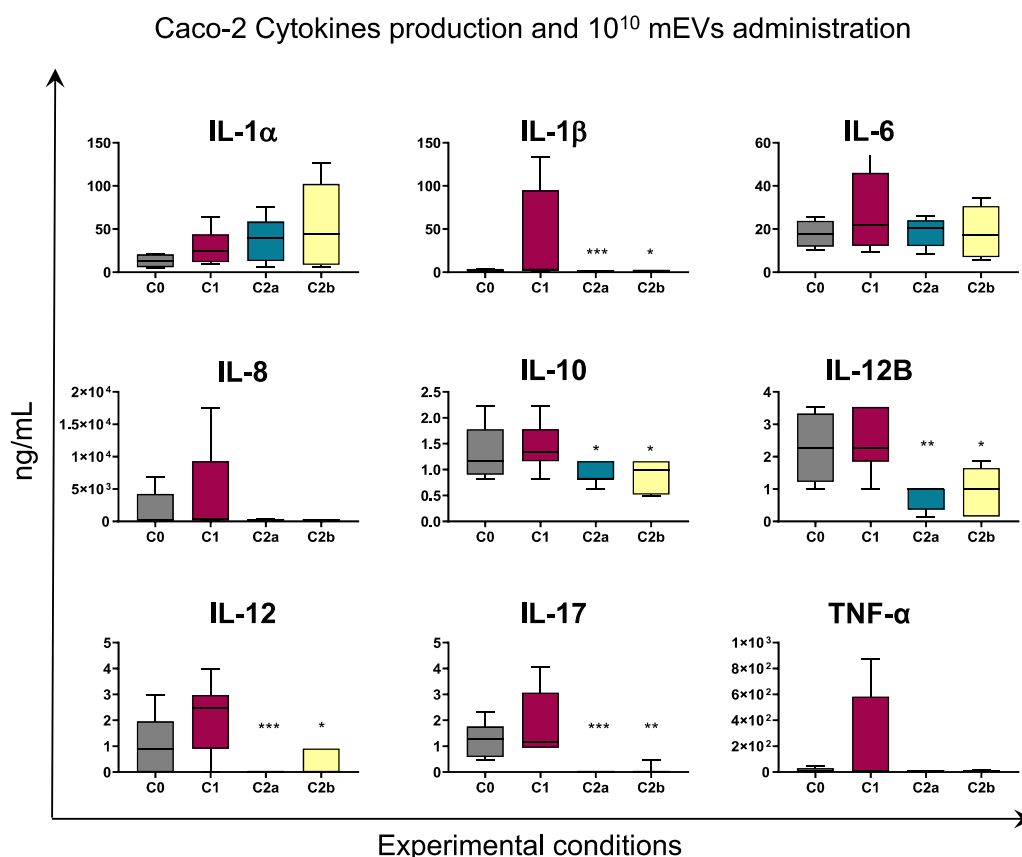 Caco-2 Cytokines production and 10¹⁰ mEVs administration
ng/mL
IL-1α
150
100
50
0
C0 C1 C2a C2b
IL-1β
150
100
50
0
*** *
C0 C1 C2a C2b
IL-6
60
40
20
0
C0 C1 C2a C2b
IL-8
2×10⁴
1.5×10⁴
1×10⁴
5×10³
0
C0 C1 C2a C2b
IL-10
2.5
2.0
1.5
1.0
0.5
0.0
* *
C0 C1 C2a C2b
IL-12B
4
3
2
1
0
** *
C0 C1 C2a C2b
IL-12
5
4
3
2
1
0
*** *
C0 C1 C2a C2b
IL-17
5
4
3
2
1
0
*** **
C0 C1 C2a C2b
TNF-α
1×10³
8×10²
6×10²
4×10²
2×10²
0
C0 C1 C2a C2b
Experimental conditions